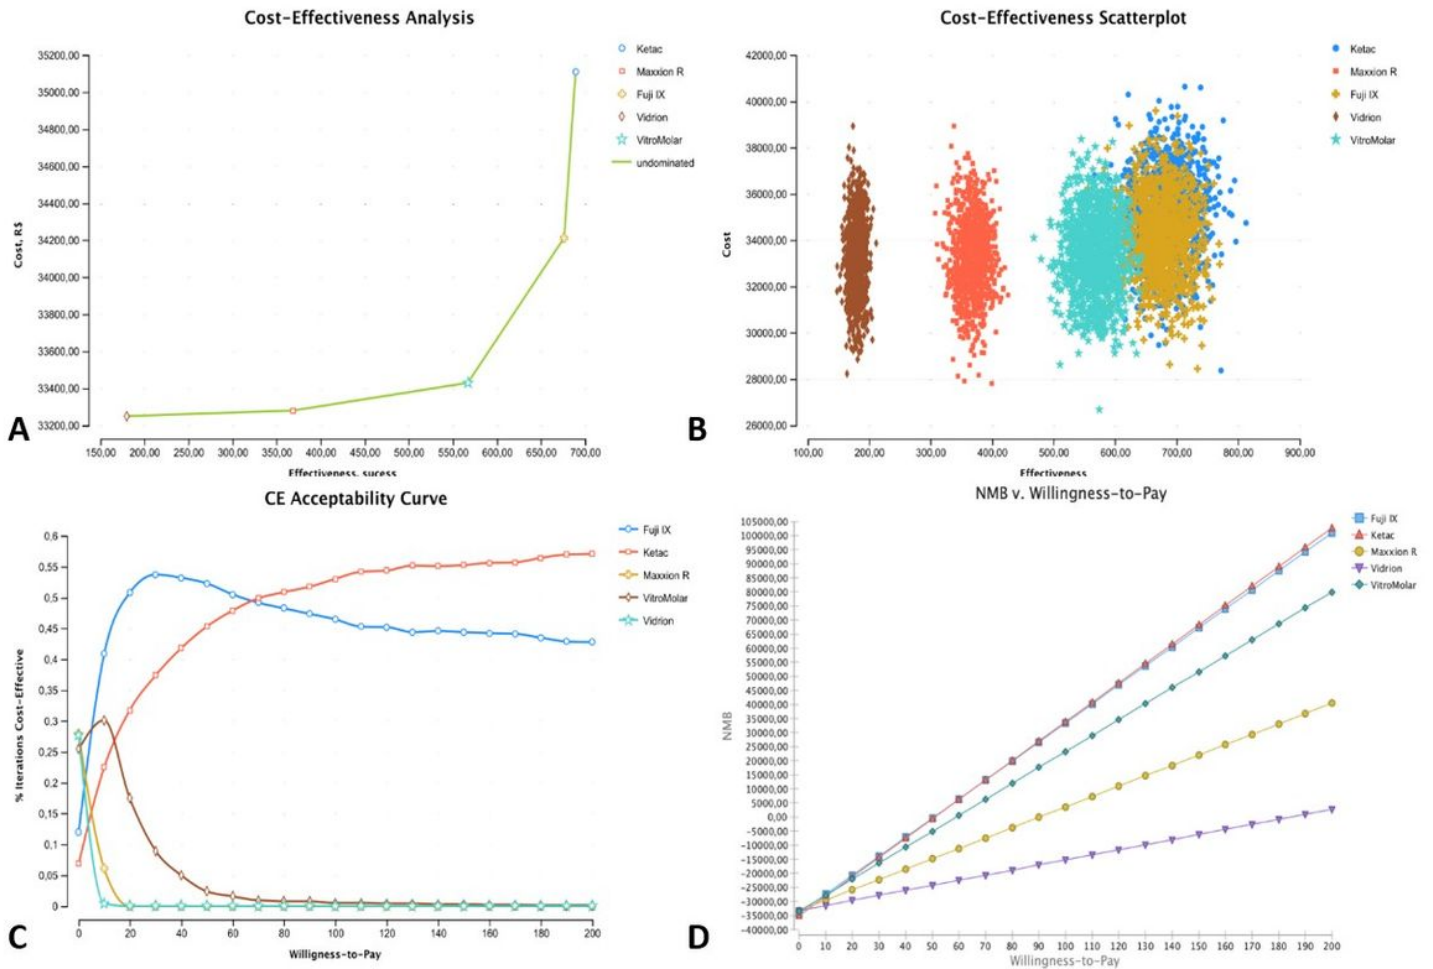 Cost-Effectiveness Analysis
35200,00
35000,00
34800,00
34600,00
34400,00
34200,00
34000,00
33800,00
33600,00
33400,00
33200,00
Cost, R$
150,00 200,00 250,00 300,00 350,00 400,00 450,00 500,00 550,00 600,00 650,00 700,00
Effectiveness, sucess
Ketac
Maxxion R
Fuji IX
Vidrion
VitroMolar
undominated
A
Cost-Effectiveness Scatterplot
42000,00
40000,00
38000,00
36000,00
34000,00
32000,00
30000,00
28000,00
26000,00
Cost
100,00 200,00 300,00 400,00 500,00 600,00 700,00 800,00 900,00
Effectiveness
Ketac
Maxxion R
Fuji IX
Vidrion
VitroMolar
B
CE Acceptability Curve
0,6
0,55
0,5
0,45
0,4
0,35
0,3
0,25
0,2
0,15
0,1
0,05
0
% Iterations Cost-Effective
0 20 40 60 80 100 120 140 160 180 200
Willigness-to-Pay
Fuji IX
Ketac
Maxxion R
VitroMolar
Vidrion
C
NMB v. Willingness-to-Pay
105000,00
100000,00
95000,00
90000,00
85000,00
80000,00
75000,00
70000,00
65000,00
60000,00
55000,00
50000,00
45000,00
40000,00
35000,00
30000,00
25000,00
20000,00
15000,00
10000,00
5000,00
0,00
-5000,00
-10000,00
-15000,00
-20000,00
-25000,00
-30000,00
-35000,00
-40000,00
NMB
0 10 20 30 40 50 60 70 80 90 100 110 120 130 140 150 160 170 180 190 200
Willingness-to-Pay
Fuji IX
Ketac
Maxxion R
Vidrion
VitroMolar
D